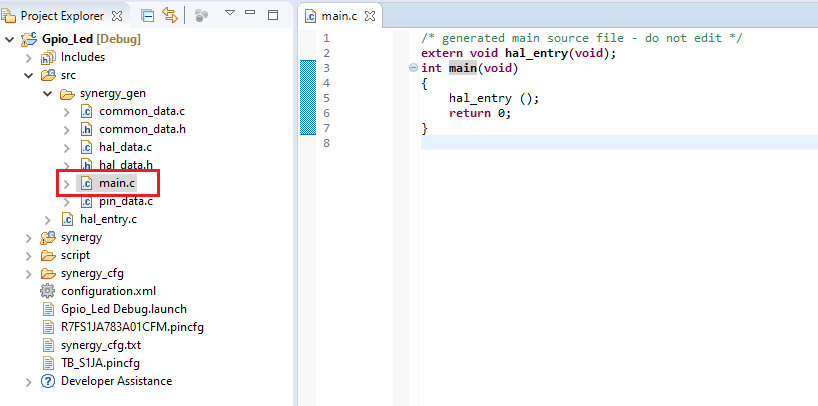 Project Explorer
Gpio_Led [Debug]
Includes
src
synergy_gen
common_data.c
common_data.h
hal_data.c
hal_data.h
main.c
pin_data.c
hal_entry.c
synergy
script
synergy_cfg
configuration.xml
Gpio_Led Debug.launch
R7FS1JA783A01CFM.pincfg
synergy_cfg.txt
TB_S1JA.pincfg
Developer Assistance
main.c
1 /* generated main source file - do not edit */
2 extern void hal_entry(void);
3 int main(void)
4 {
5 hal_entry ();
6 return 0;
7 }
8